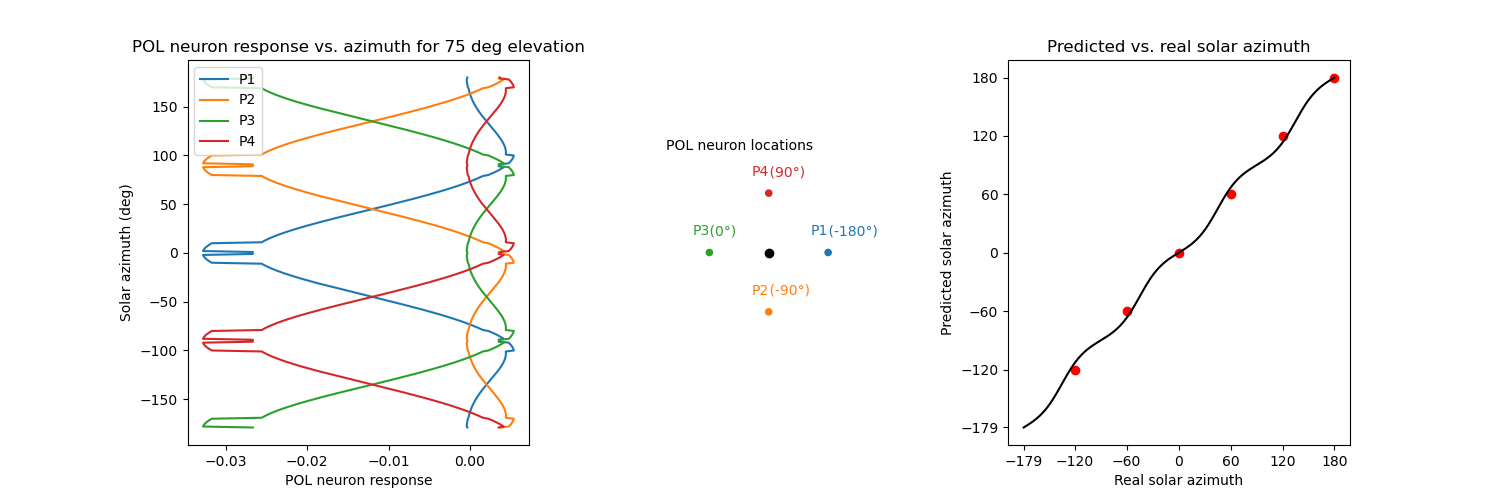 POL neuron response vs. azimuth for 75 deg elevation
P1
P2
P3
P4
150
100
50
0
−50
−100
−150
Solar azimuth (deg)
−0.03 −0.02 −0.01 0.00
POL neuron response
POL neuron locations
P4(90°)
P3(0°)
P1(-180°)
P2(-90°)
Predicted vs. real solar azimuth
180
120
60
0
−60
−120
−179
Predicted solar azimuth
−179 −120 −60 0 60 120 180
Real solar azimuth